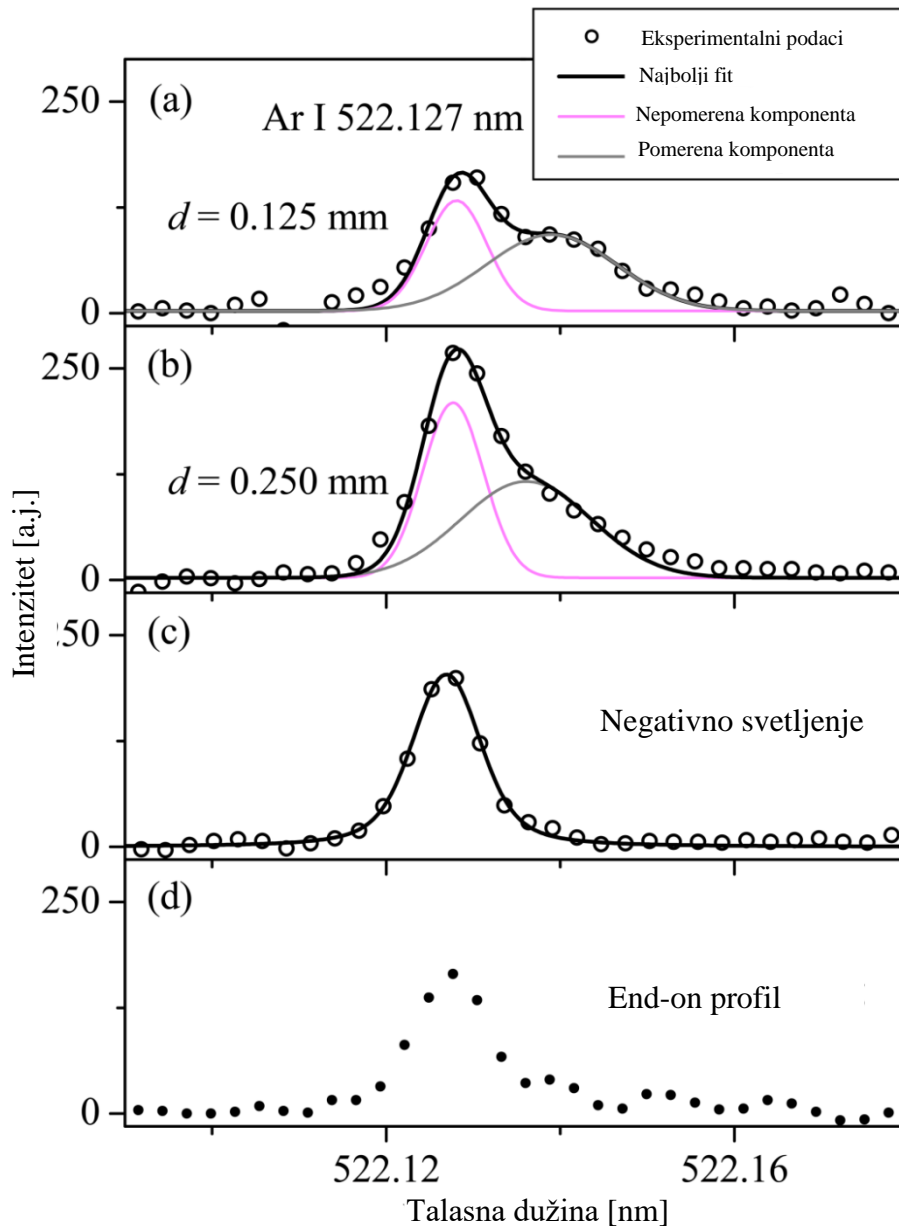 Eksperimentalni podaci
Najbolji fit
Nepomerena komponenta
Pomerena komponenta
250
(a)
Ar I 522.127 nm
d = 0.125 mm
0
250
(b)
d = 0.250 mm
0
Intenzitet [a.j.]
250
(c)
Negativno svetljenje
0
250
(d)
End-on profil
0
522.12
522.16
Talasna dužina [nm]